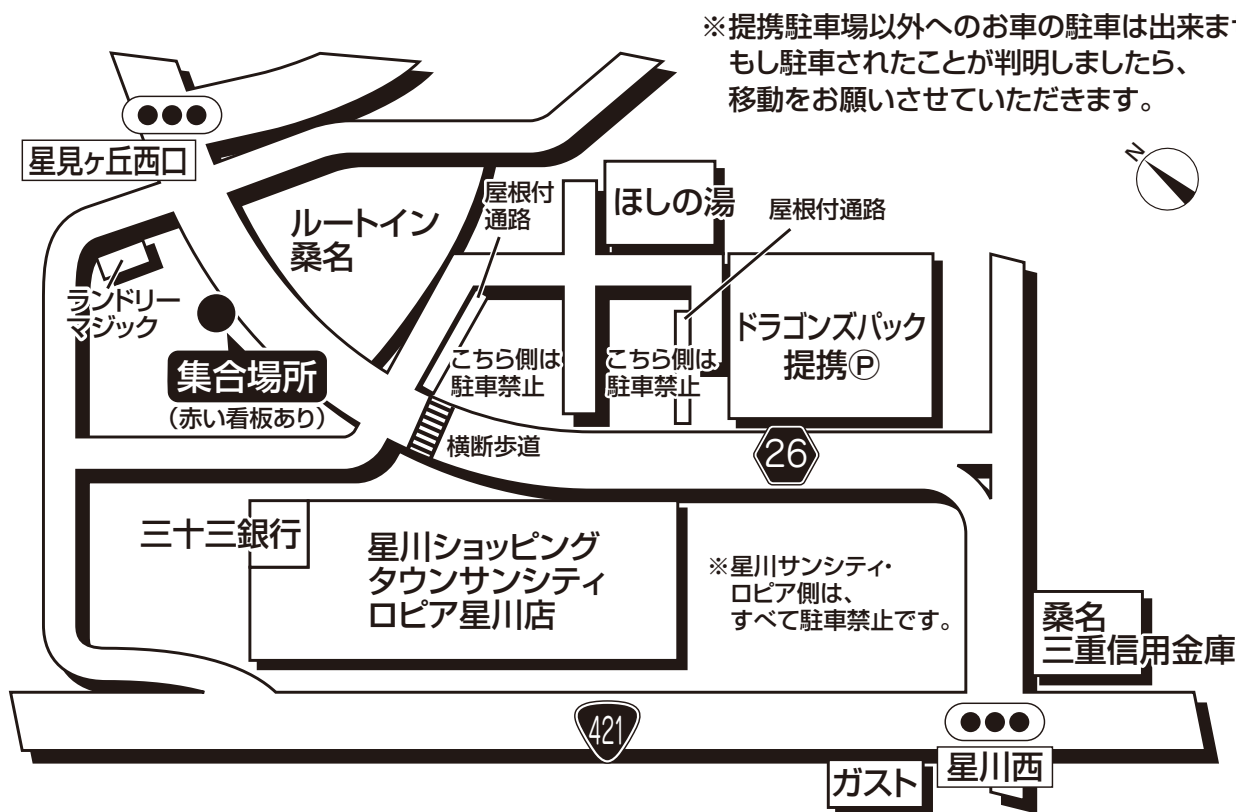 ※提携駐車場以外へのお車の駐車は出来ませ
もし駐車されたことが判明しましたら、
移動をお願いさせていただきます。
星見ヶ丘西口
N
ルートイン
桑名
屋根付
通路
ほしの湯
屋根付通路
ランドリー
マジック
集合場所
(赤い看板あり)
こちら側は
駐車禁止
こちら側は
駐車禁止
ドラゴンズパック
提携Ⓟ
横断歩道
26
三十三銀行
星川ショッピング
タウンサンシティ
ロピア星川店
※星川サンシティ・
ロピア側は、
すべて駐車禁止です。
桑名
三重信用金庫
421
星川西
ガスト